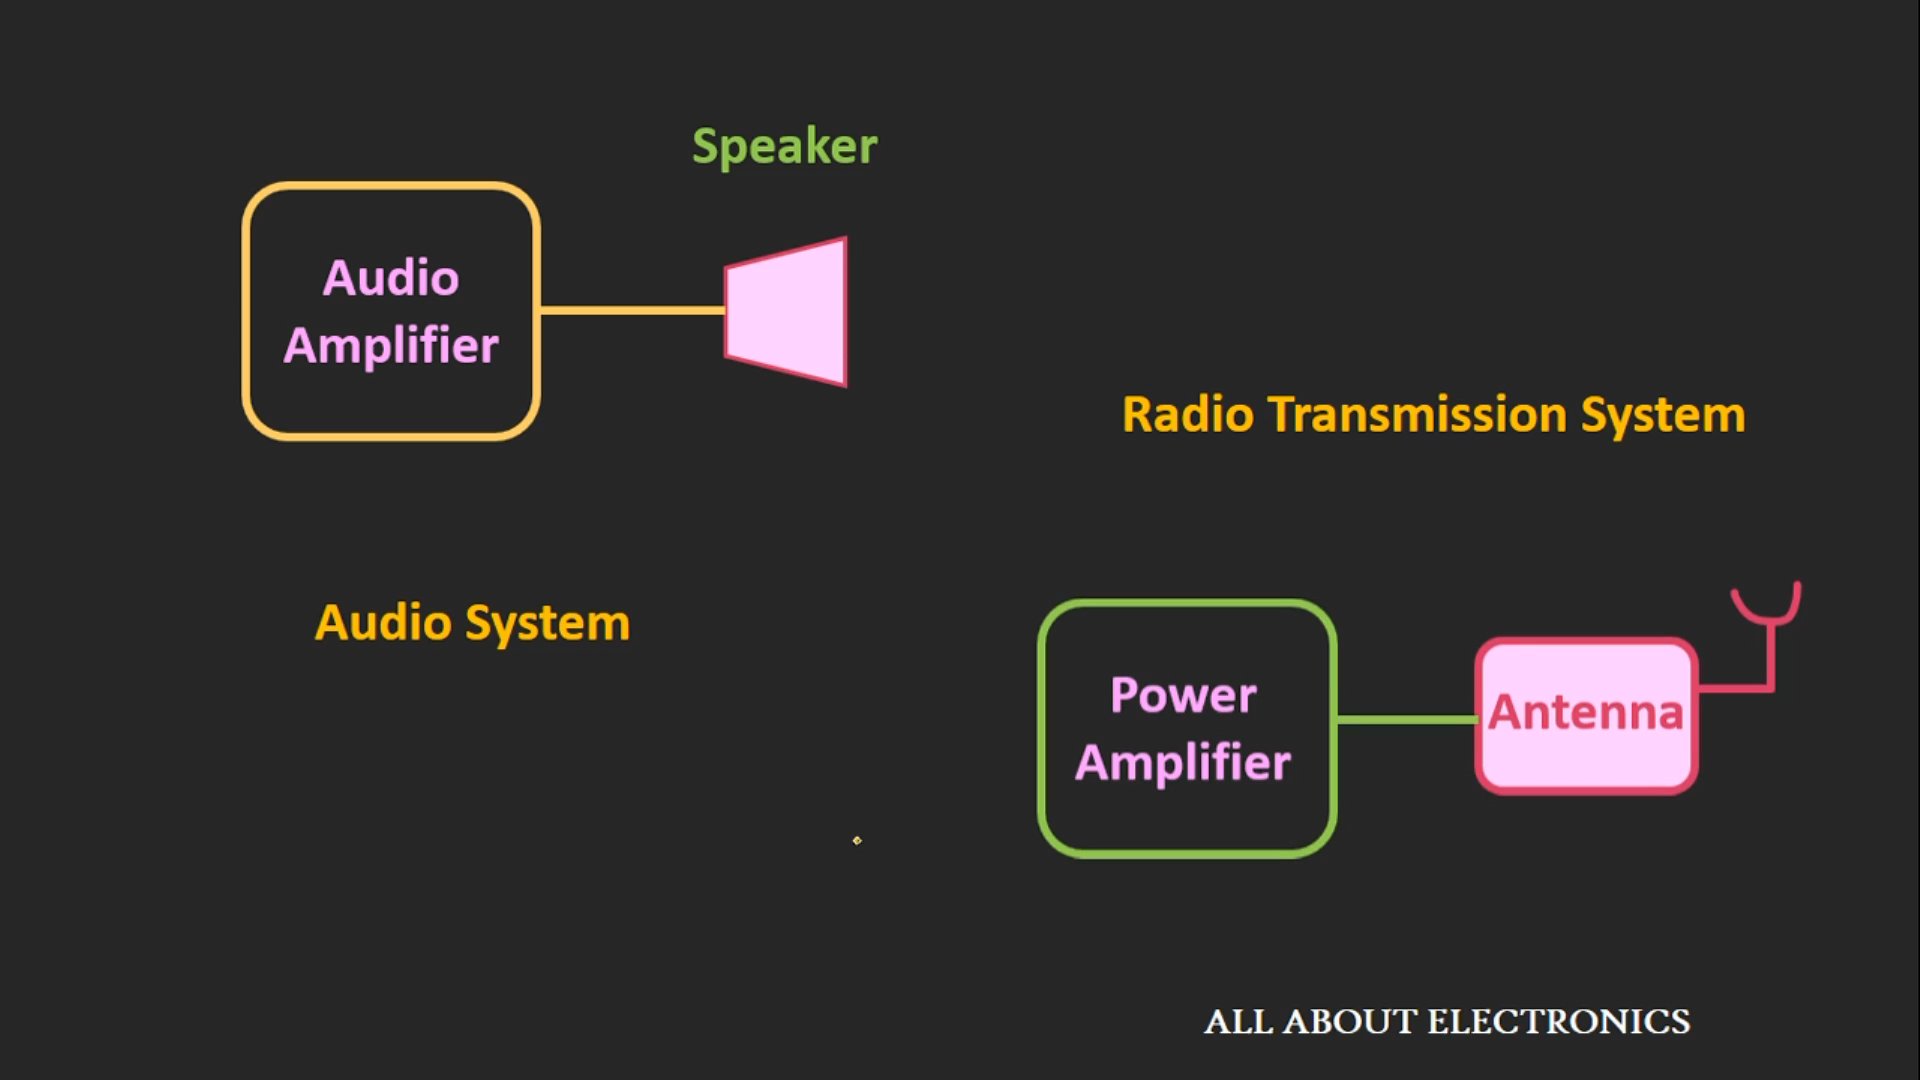 Speaker
Audio
Amplifier
Audio System
Radio Transmission System
Power
Amplifier
Antenna
ALL ABOUT ELECTRONICS